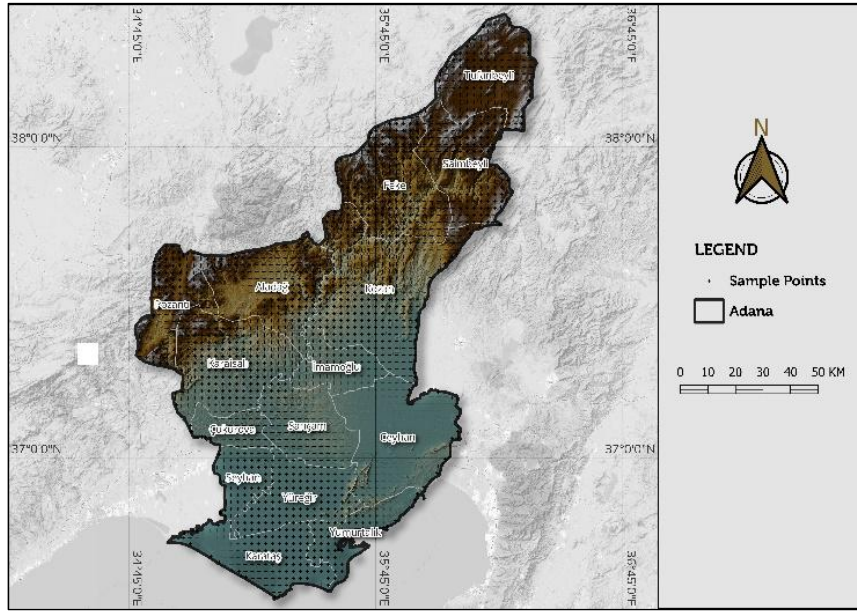 34°45'0"E
35°45'0"E
36°45'0"E
Tufanbeyli
38°0'0"N
38°0'0"N
Saimbeyli
Feke
Aladağ
Kozan
Pozantı
Karaisalı
İmamoğlu
Çukurova
Sarıçam
Ceyhan
37°0'0"N
37°0'0"N
Seyhan
Yüreğir
Yumurtalık
Karataş
34°45'0"E
35°45'0"E
36°45'0"E
N
LEGEND
Sample Points
Adana
0 10 20 30 40 50 KM